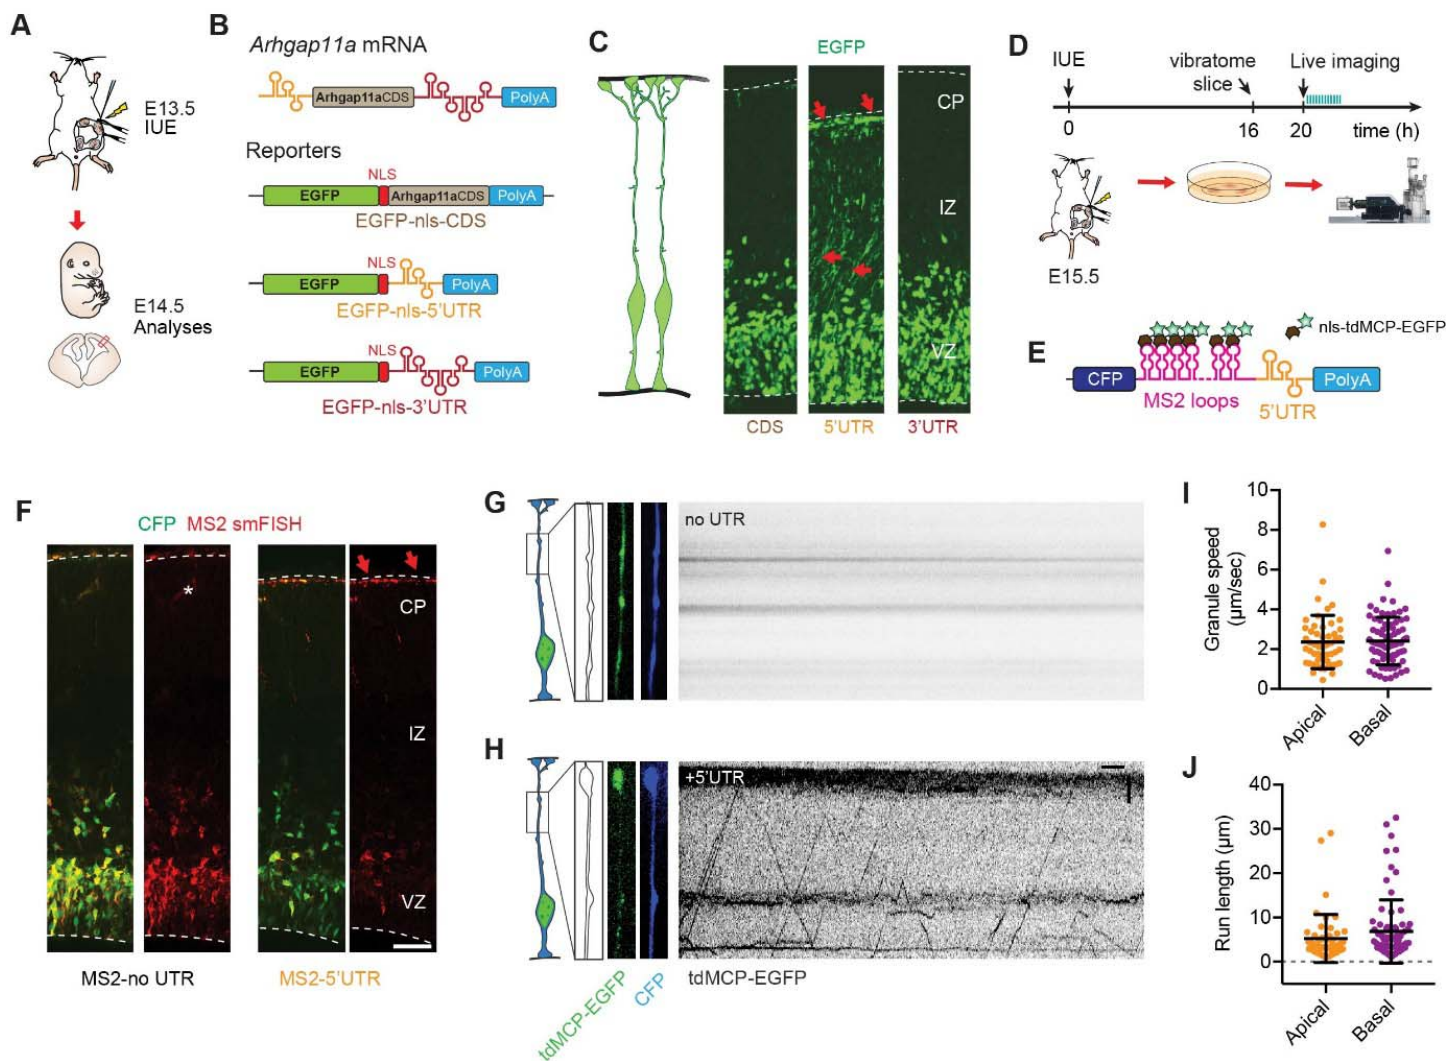 A
E13.5
IUE
E14.5
Analyses
B
Arhgap11a mRNA
Arhgap11aCDS
PolyA
Reporters
NLS
EGFP
Arhgap11aCDS
PolyA
EGFP-nls-CDS
NLS
EGFP
PolyA
EGFP-nls-5'UTR
NLS
EGFP
PolyA
EGFP-nls-3'UTR
C
EGFP
CP
IZ
VZ
CDS
5'UTR
3'UTR
D
IUE
vibratome
slice
Live imaging
0
16
20
time (h)
E15.5
E
nls-tdMCP-EGFP
CFP
MS2 loops
5'UTR
PolyA
F
CFP MS2 smFISH
*
CP
IZ
VZ
MS2-no UTR
MS2-5'UTR
G
no UTR
H
+5'UTR
tdMCP-EGFP
CFP
tdMCP-EGFP
I
Granule speed
(μm/sec)
10
8
6
4
2
0
Apical
Basal
J
Run length (μm)
40
30
20
10
0
Apical
Basal